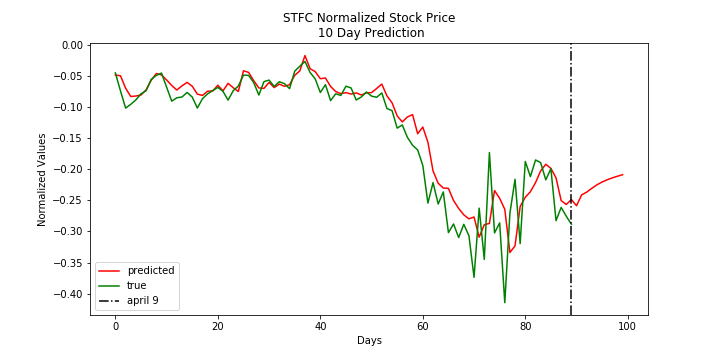 STFC Normalized Stock Price
10 Day Prediction
Normalized Values
0.00
−0.05
−0.10
−0.15
−0.20
−0.25
−0.30
−0.35
−0.40
predicted
true
april 9
0
20
40
60
80
100
Days